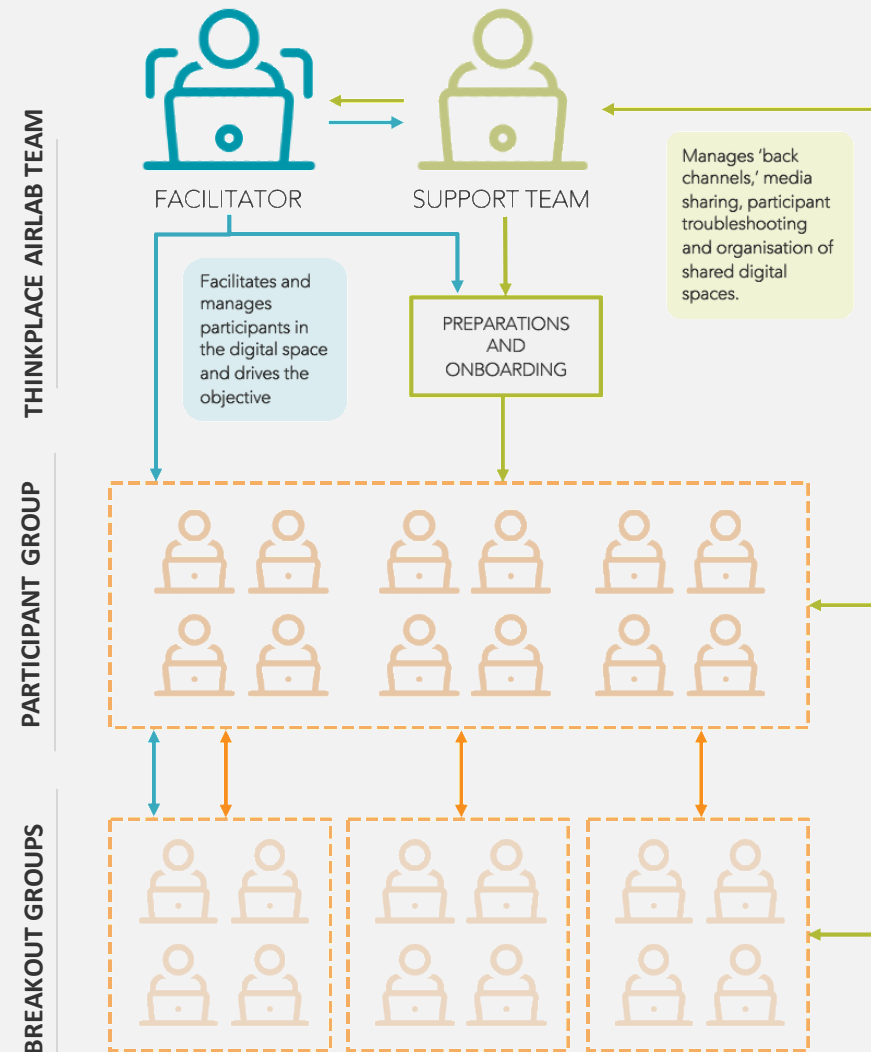 THINKPLACE AIRLAB TEAM
FACILITATOR
SUPPORT TEAM
Manages ‘back
channels,’ media
sharing, participant
troubleshooting
and organisation of
shared digital
spaces.
Facilitates and
manages
participants in
the digital space
and drives the
objective
PREPARATIONS
AND
ONBOARDING
PARTICIPANT GROUP
BREAKOUT GROUPS